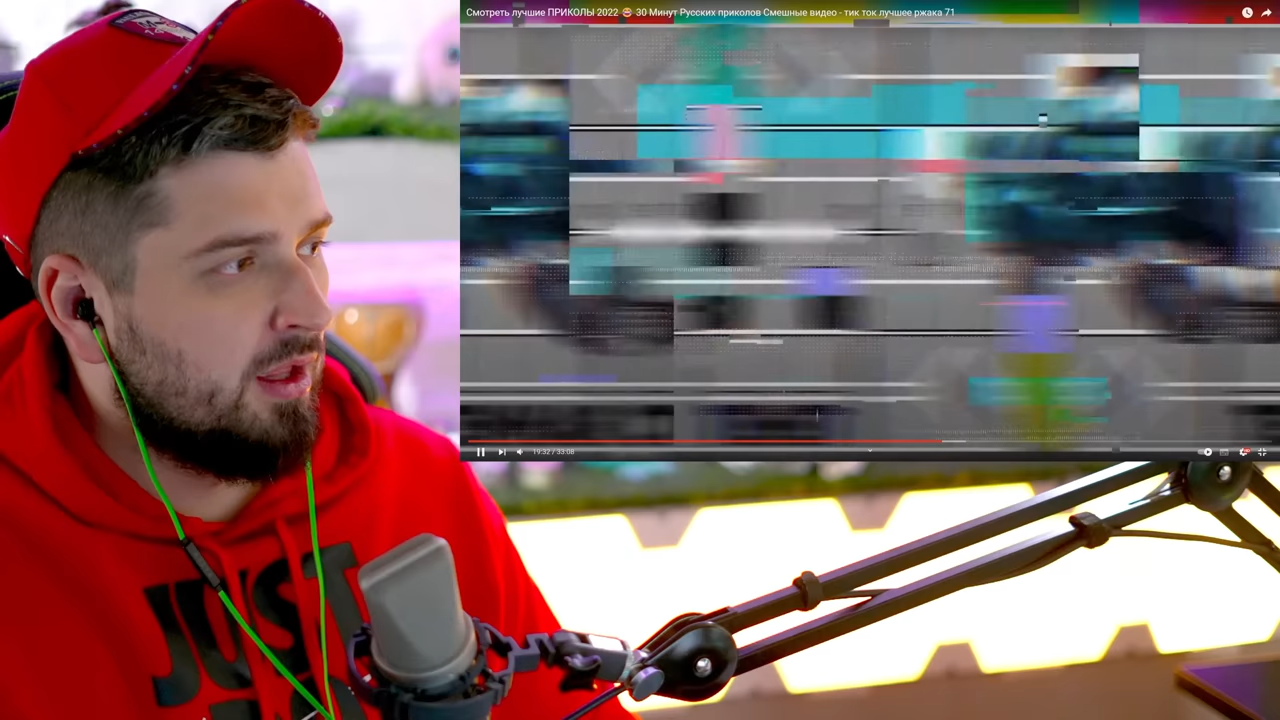 Смотреть лучшие ПРИКОЛЫ 2022 😂 30 Минут Русских приколов Смешные видео - тик ток лучшее ржака 71
19:32 / 33:08
JUST